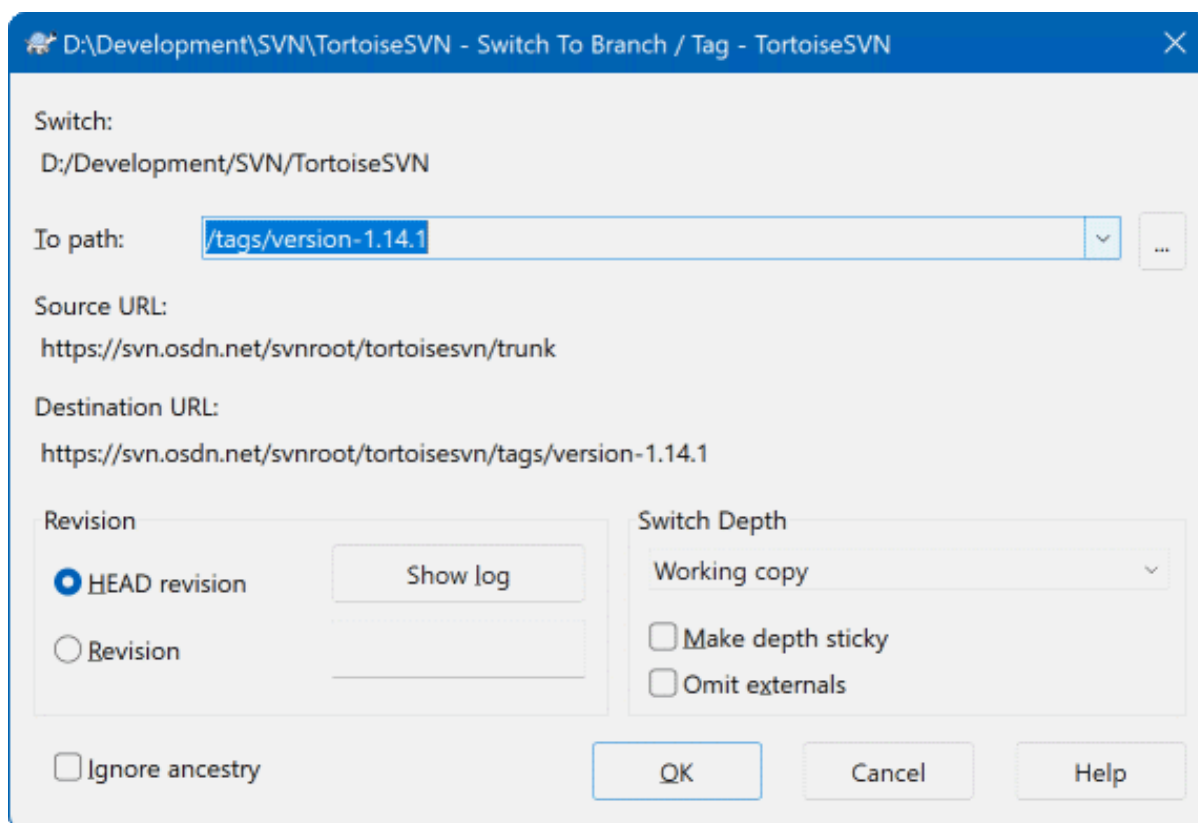 D:\Development\SVN\TortoiseSVN - Switch To Branch / Tag - TortoiseSVN
Switch:
D:/Development/SVN/TortoiseSVN
To path:
/tags/version-1.14.1
...
Source URL:
https://svn.osdn.net/svnroot/tortoisesvn/trunk
Destination URL:
https://svn.osdn.net/svnroot/tortoisesvn/tags/version-1.14.1
Revision
HEAD revision
Show log
Revision
Switch Depth
Working copy
Make depth sticky
Omit externals
Ignore ancestry
OK
Cancel
Help